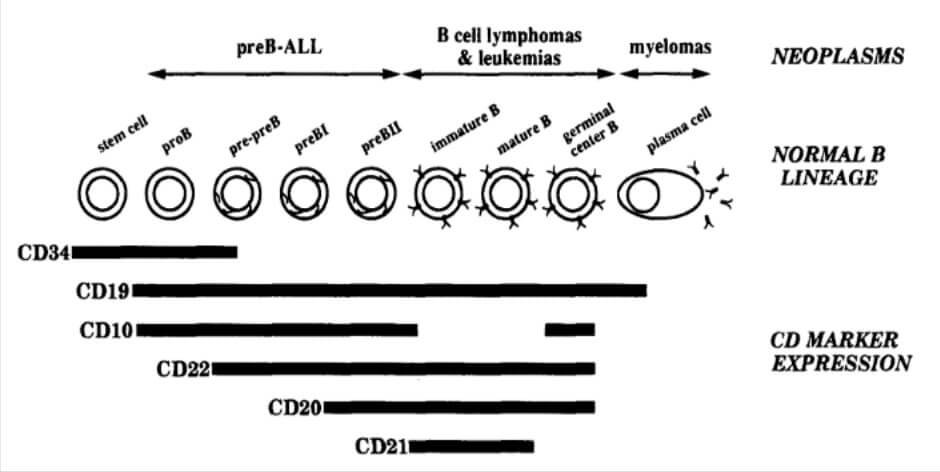 preB-ALL
B cell lymphomas
& leukemias
myelomas
NEOPLASMS
stem cell
proB
pre-preB
preBI
preBII
immature B
mature B
germinal
center B
plasma cell
NORMAL B
LINEAGE
CD34
CD19
CD10
CD22
CD20
CD21
CD MARKER
EXPRESSION